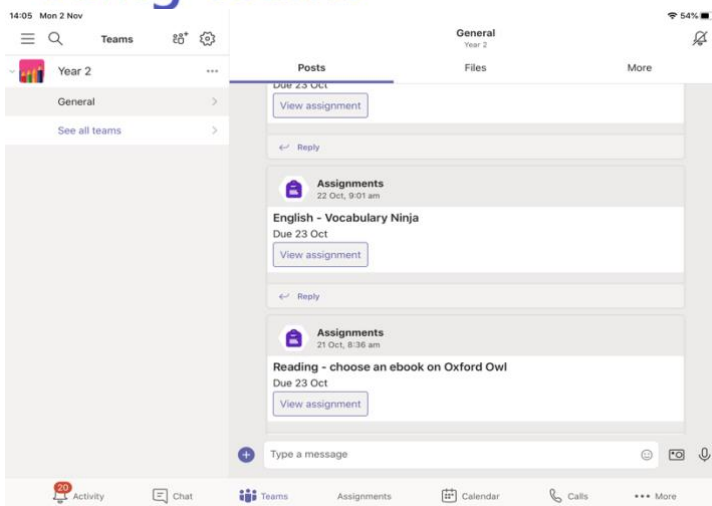 14:05 Mon 2 Nov
54%
Teams
General
Year 2
Year 2
Posts
Files
More
General
Due 23 Oct
View assignment
See all teams
Reply
Assignments
22 Oct, 9:01 am
English - Vocabulary Ninja
Due 23 Oct
View assignment
Reply
Assignments
21 Oct, 8:36 am
Reading - choose an ebook on Oxford Owl
Due 23 Oct
View assignment
Type a message
20
Activity
Chat
Teams
Assignments
Calendar
Calls
More